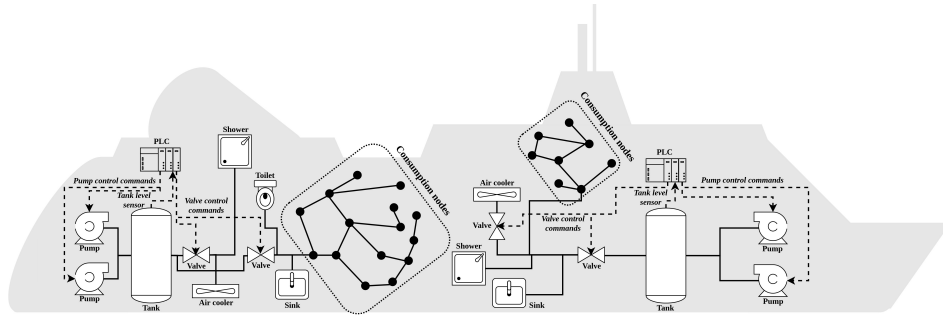 Shower
PLC
Pump control commands
Tank level
sensor
Toilet
Valve control
commands
Consumption nodes
Pump
Valve
Valve
Pump
Air cooler
Sink
Tank
Consumption nodes
PLC
Air cooler
Tank level
sensor
Pump control commands
Valve
Valve control
commands
Shower
Valve
Pump
Sink
Tank
Pump